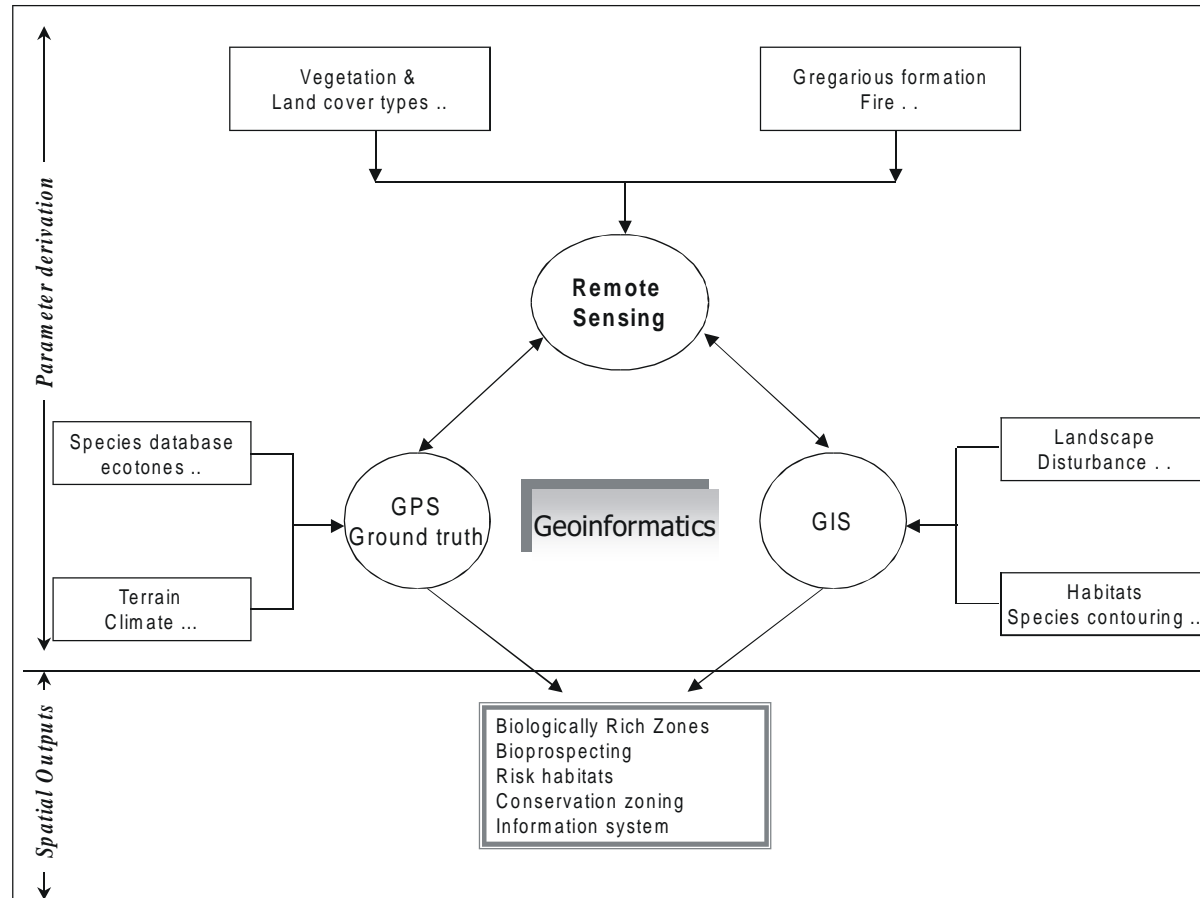 Vegetation &
Land cover types ..
Gregarious formation
Fire . .
Parameter derivation
Remote
Sensing
Species database
ecotones ..
Terrain
Climate ...
GPS
Ground truth
Geoinformatics
GIS
Landscape
Disturbance . .
Habitats
Species contouring ..
Spatial Outputs
Biologically Rich Zones
Bioprospecting
Risk habitats
Conservation zoning
Information system